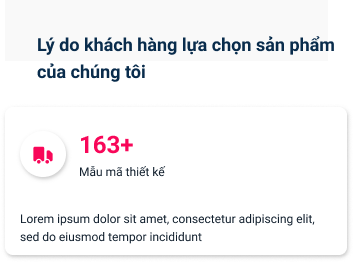 Lý do khách hàng lựa chọn sản phẩm
của chúng tôi
163+
Mẫu mã thiết kế
Lorem ipsum dolor sit amet, consectetur adipiscing elit,
sed do eiusmod tempor incididunt